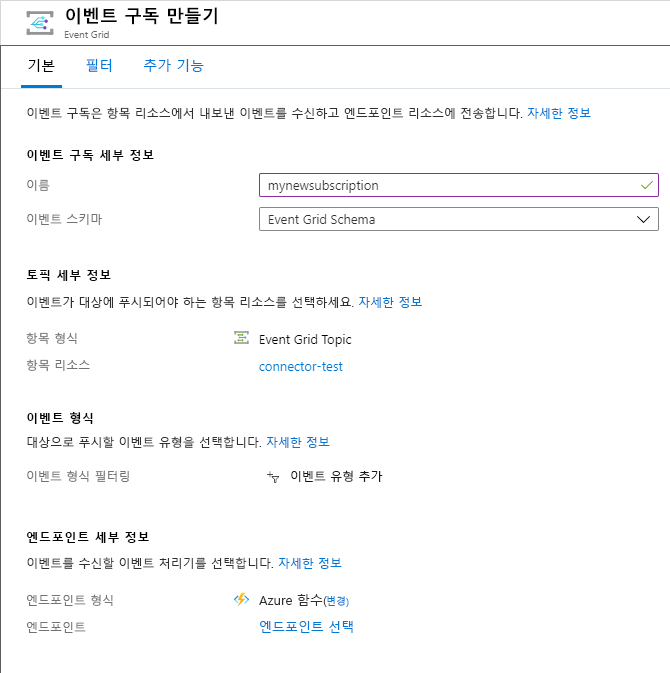 이벤트 구독 만들기
Event Grid
기본 필터 추가 기능
이벤트 구독은 항목 리소스에서 내보낸 이벤트를 수신하고 엔드포인트 리소스에 전송합니다. 자세한 정보
이벤트 구독 세부 정보
이름 mynewsubscription
이벤트 스키마 Event Grid Schema
토픽 세부 정보
이벤트가 대상에 푸시되어야 하는 항목 리소스를 선택하세요. 자세한 정보
항목 형식 Event Grid Topic
항목 리소스 connector-test
이벤트 형식
대상으로 푸시할 이벤트 유형을 선택합니다. 자세한 정보
이벤트 형식 필터링 이벤트 유형 추가
엔드포인트 세부 정보
이벤트를 수신할 이벤트 처리기를 선택합니다. 자세한 정보
엔드포인트 형식 Azure 함수(변경)
엔드포인트 엔드포인트 선택